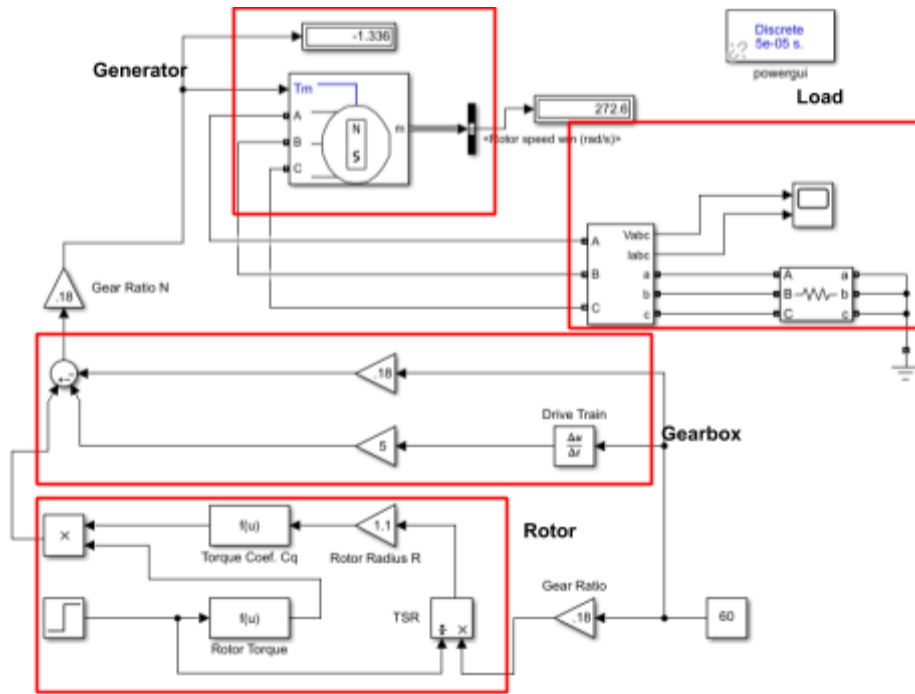 -1.336
Discrete
5e-05 s.
powergui
Generator
Load
Tm
A
B
C
m
N
S
272.6
<Rotor speed wm (rad/s)>
A
B
C
Vabc
Iabc
a
b
c
A
B
C
a
b
c
.18
Gear Ratio N
.18
Drive Train
5
Δu
Δt
Gearbox
f(u)
Torque Coef. Cq
1.1
Rotor Radius R
Rotor
×
f(u)
Rotor Torque
TSR
÷
×
Gear Ratio
.18
60